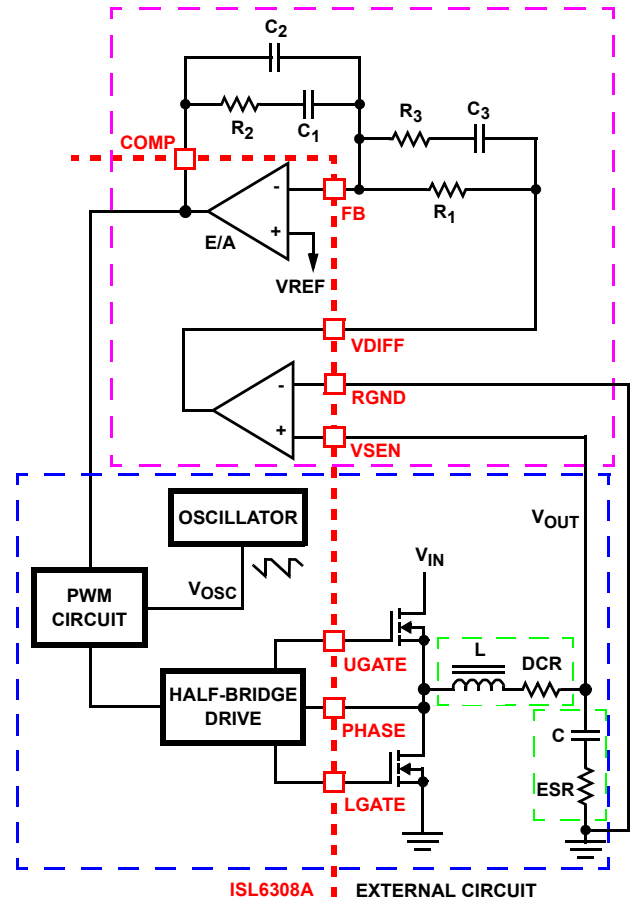 C2
R2
C1
R3
C3
COMP
-
+
E/A
FB
R1
VREF
VDIFF
-
RGND
+
VSEN
OSCILLATOR
VOUT
VIN
PWM
CIRCUIT
VOSC
UGATE
L
DCR
HALF-BRIDGE
DRIVE
PHASE
C
ESR
LGATE
ISL6308A
EXTERNAL CIRCUIT